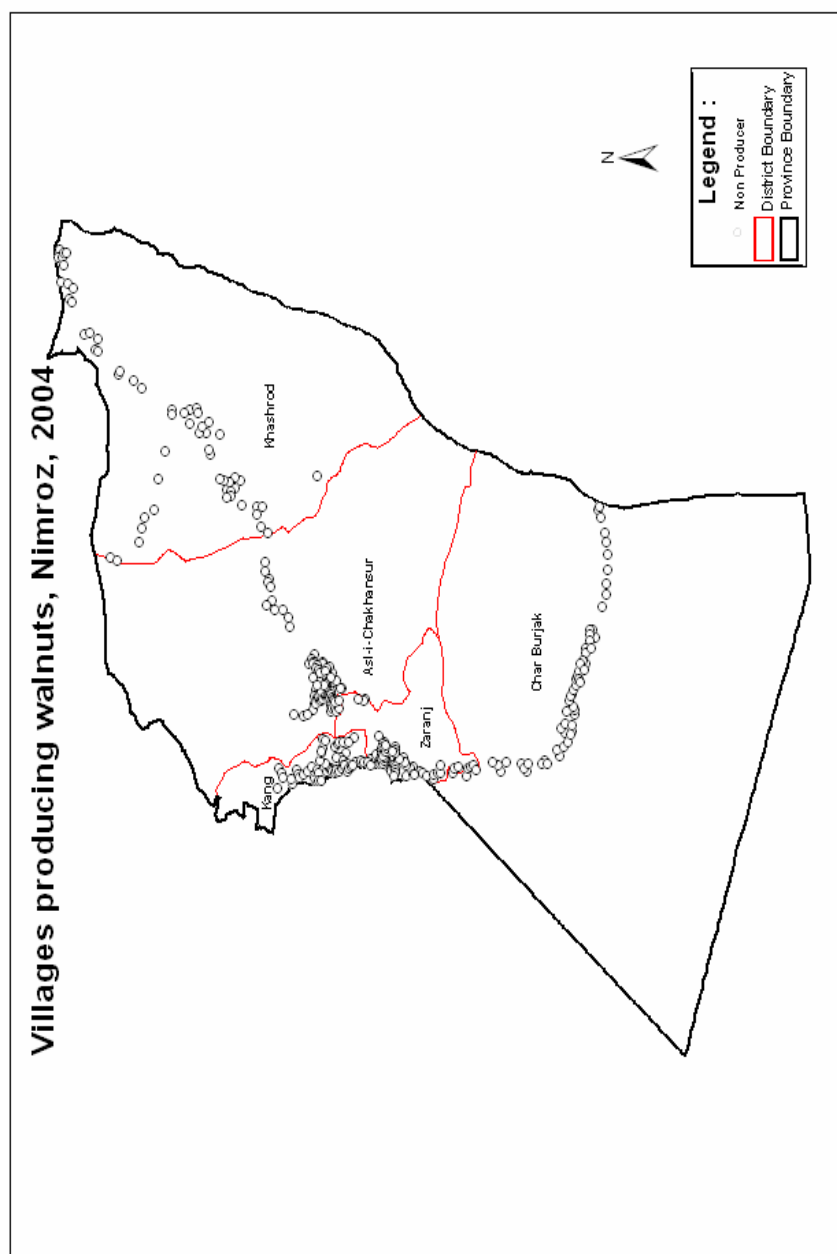 Villages producing walnuts, Nimroz, 2004
Khashrod
Kang
Asl-i-Chakhansur
Zaranj
Char Burjak
N
Legend :
Non Producer
District Boundary
Province Boundary